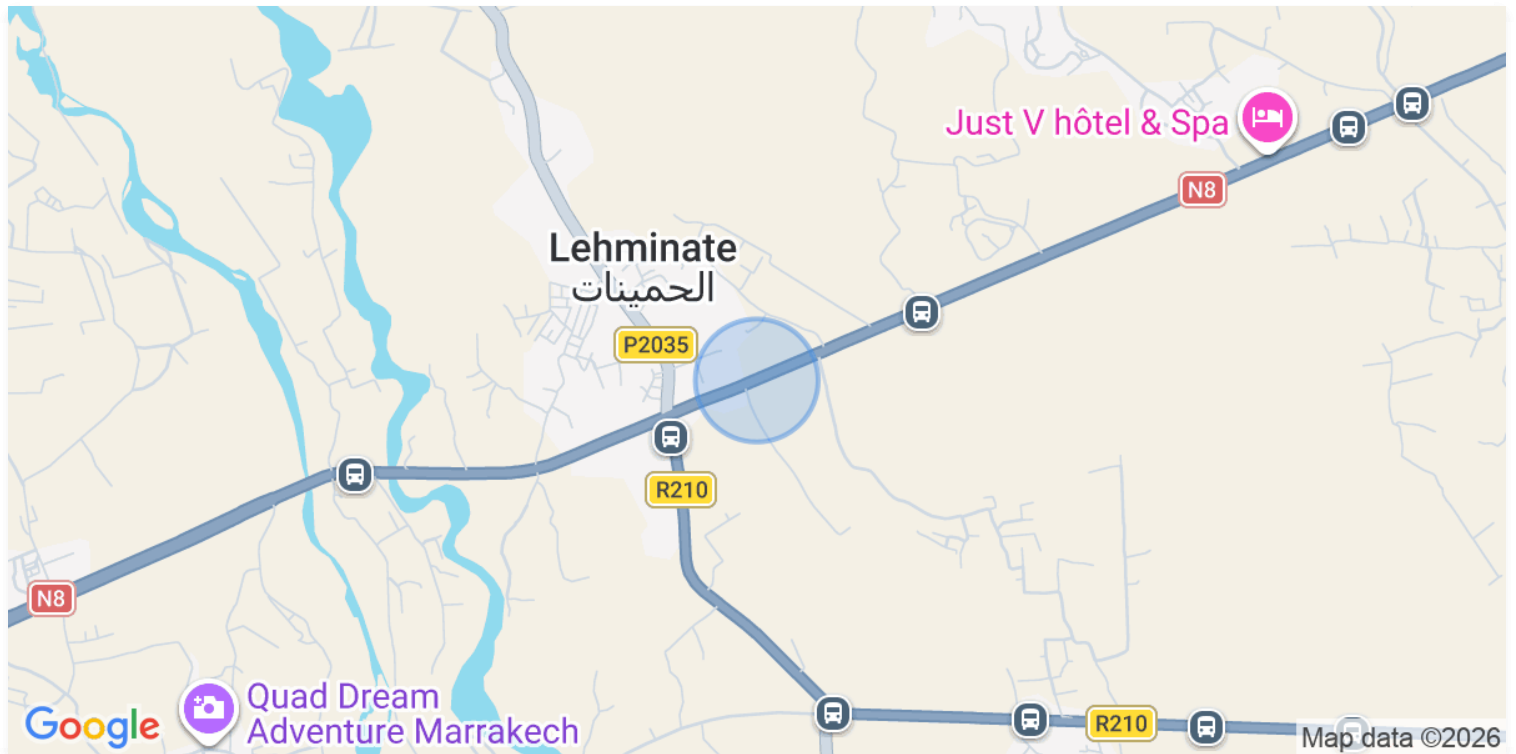 Just V hôtel & Spa
N8
Lehminate
الحمينات
P2035
R210
N8
Quad Dream
Adventure Marrakech
R210
Google
Map data ©2026